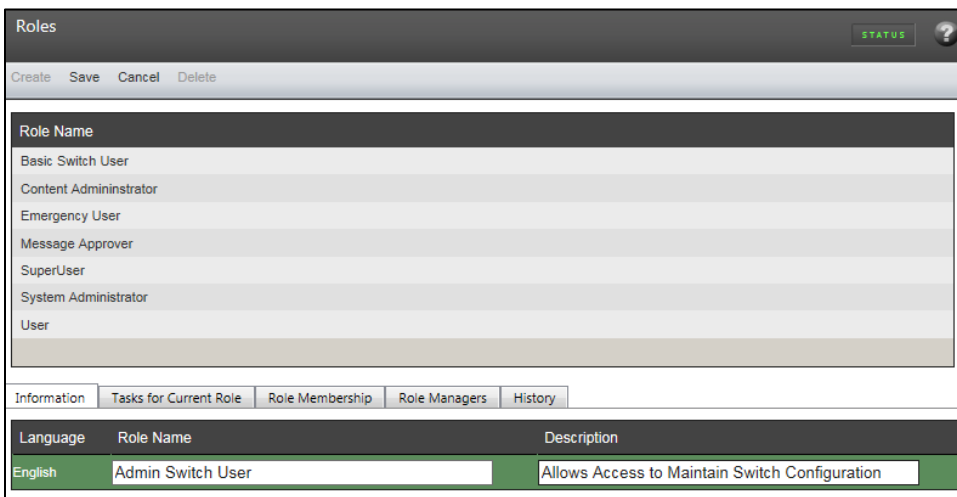 Roles
STATUS ?
Create Save Cancel Delete
Role Name
Basic Switch User
Content Admininstrator
Emergency User
Message Approver
SuperUser
System Administrator
User
Information Tasks for Current Role Role Membership Role Managers History
Language Role Name Description
English Admin Switch User Allows Access to Maintain Switch Configuration